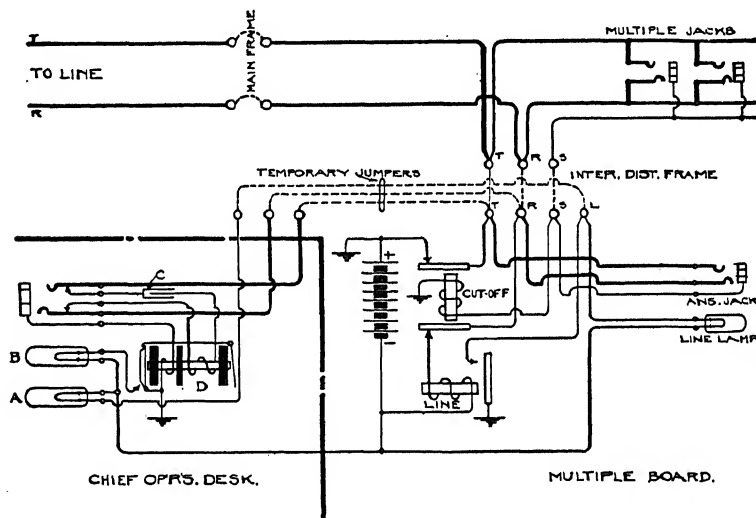 MULTIPLE JACKS
T
MAIN FRAME
TO LINE
R
T R S
TEMPORARY JUMPERS
INTER. DIST. FRAME
T R S L
+
C
CUT-OFF
ANS. JACK
B
D
LINE LAMP
A
LINE
CHIEF OPR'S. DESK.
MULTIPLE BOARD.